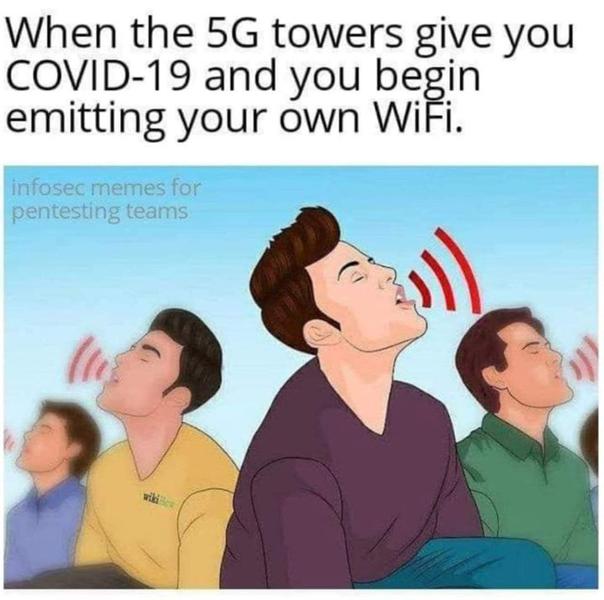 When the 5G towers give you
COVID-19 and you begin
emitting your own WiFi.
infosec memes for
pentesting teams
wikiHow